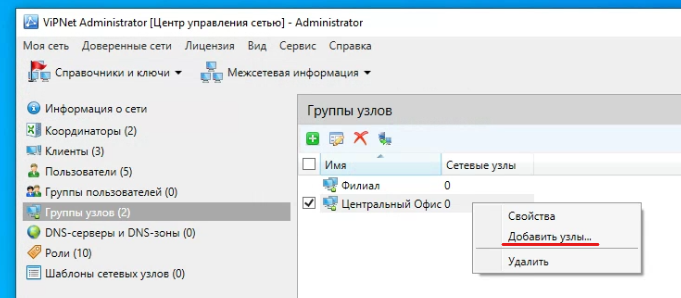 ViPNet Administrator [Центр управления сетью] - Administrator
Моя сеть Доверенные сети Лицензия Вид Сервис Справка
Справочники и ключи Межсетевая информация
Информация о сети
Координаторы (2)
Клиенты (3)
Пользователи (5)
Группы пользователей (0)
Группы узлов (2)
DNS-серверы и DNS-зоны (0)
Роли (10)
Шаблоны сетевых узлов (0)
Группы узлов
Имя Сетевые узлы
Филиал 0
Центральный Офис 0
Свойства
Добавить узлы...
Удалить